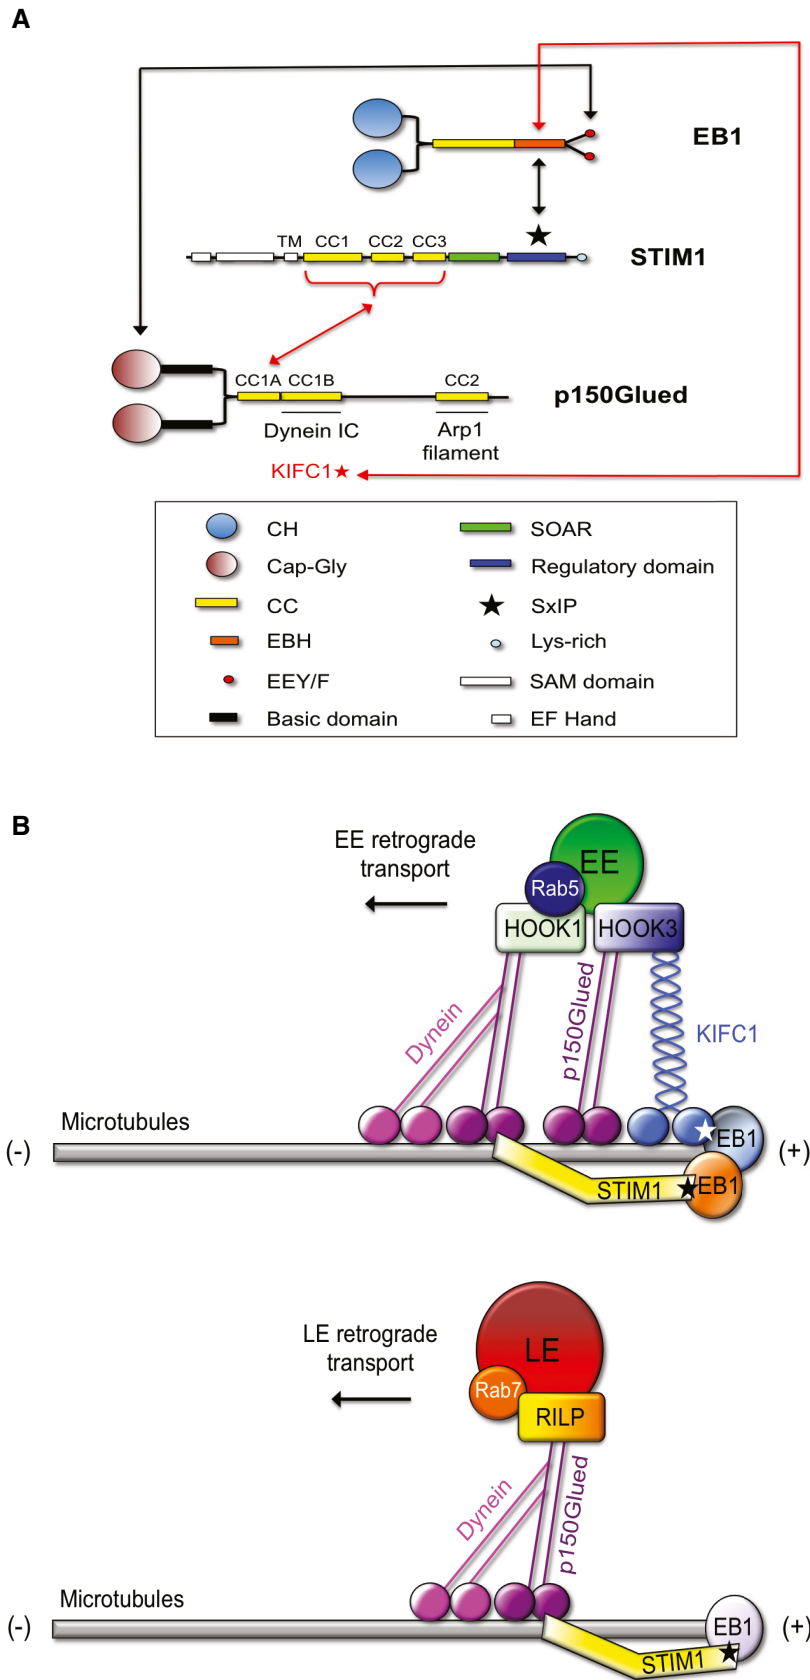 A
EB1
TM CC1 CC2 CC3
STIM1
CC1A CC1B CC2
p150Glued
Dynein IC Arp1
filament
KIFC1★
CH SOAR
Cap-Gly Regulatory domain
CC SxIP
EBH Lys-rich
EEY/F SAM domain
Basic domain EF Hand
B
EE retrograde
transport
EE
Rab5
HOOK1 HOOK3
Dynein
p150Glued
KIFC1
Microtubules
EB1
(-) (+)
STIM1 EB1
LE retrograde
transport
LE
Rab7
RILP
Dynein
p150Glued
Microtubules
(-) EB1 (+)
STIM1